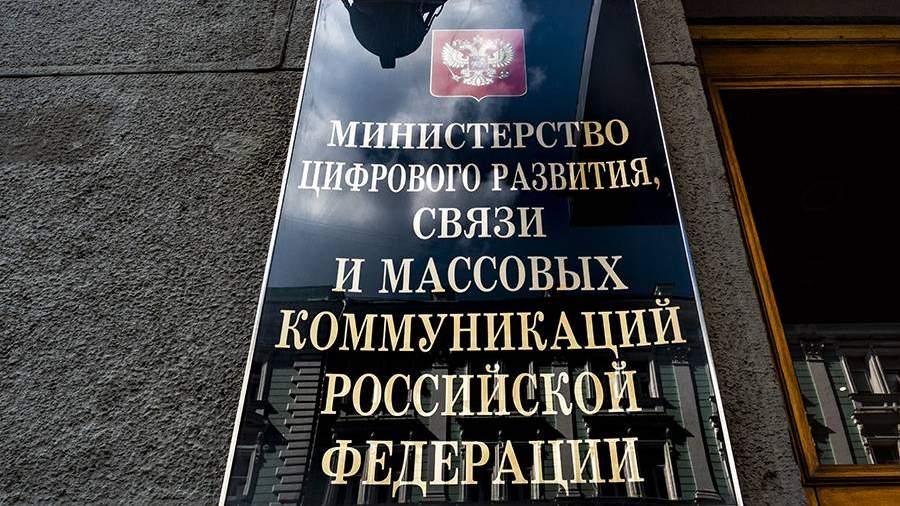 МИНИСТЕРСТВО
ЦИФРОВОГО РАЗВИТИЯ,
СВЯЗИ
И МАССОВЫХ
КОММУНИКАЦИЙ
РОССИЙСКОЙ
ФЕДЕРАЦИИ